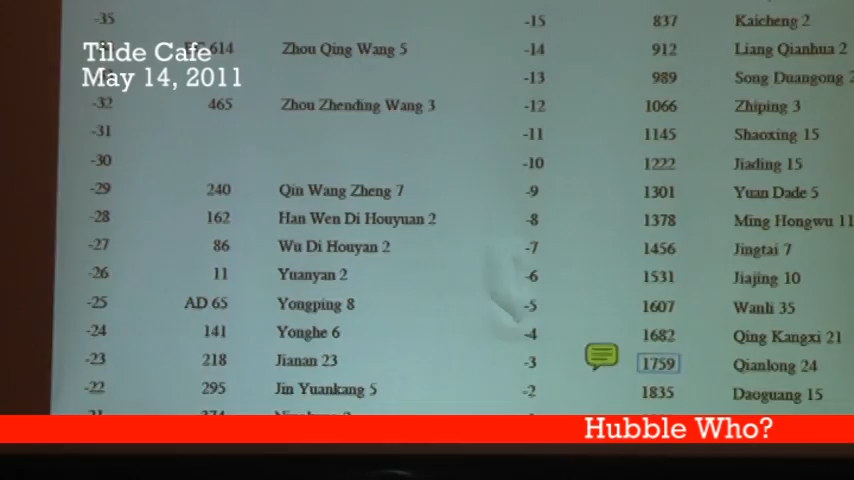 Tilde Cafe
May 14, 2011
-35
614 Zhou Qing Wang 5
-32 465 Zhou Zhending Wang 3
-31
-30
-29 240 Qin Wang Zheng 7
-28 162 Han Wen Di Houyuan 2
-27 86 Wu Di Houyan 2
-26 11 Yuanyan 2
-25 AD 65 Yongping 8
-24 141 Yonghe 6
-23 218 Jianan 23
-22 295 Jin Yuankang 5
-15 837 Kaicheng 2
-14 912 Liang Qianhua 2
-13 989 Song Duangong 2
-12 1066 Zhiping 3
-11 1145 Shaoxing 15
-10 1222 Jiading 15
-9 1301 Yuan Dade 5
-8 1378 Ming Hongwu 11
-7 1456 Jingtai 7
-6 1531 Jiajing 10
-5 1607 Wanli 35
-4 1682 Qing Kangxi 21
-3 1759 Qianlong 24
-2 1835 Daoguang 15
Hubble Who?